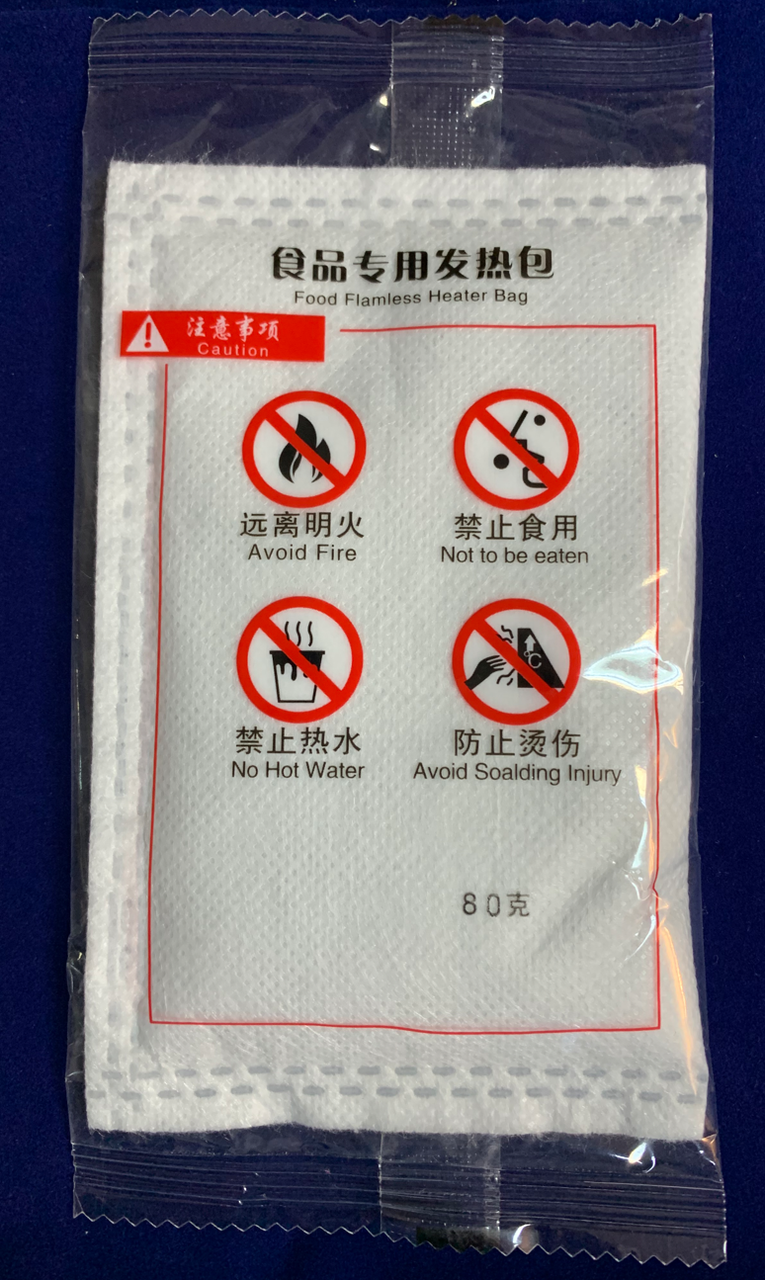 食品专用发热包
Food Flamless Heater Bag
注意事项
Caution
远离明火
Avoid Fire
禁止食用
Not to be eaten
°C
禁止热水
No Hot Water
防止烫伤
Avoid Soalding Injury
80克